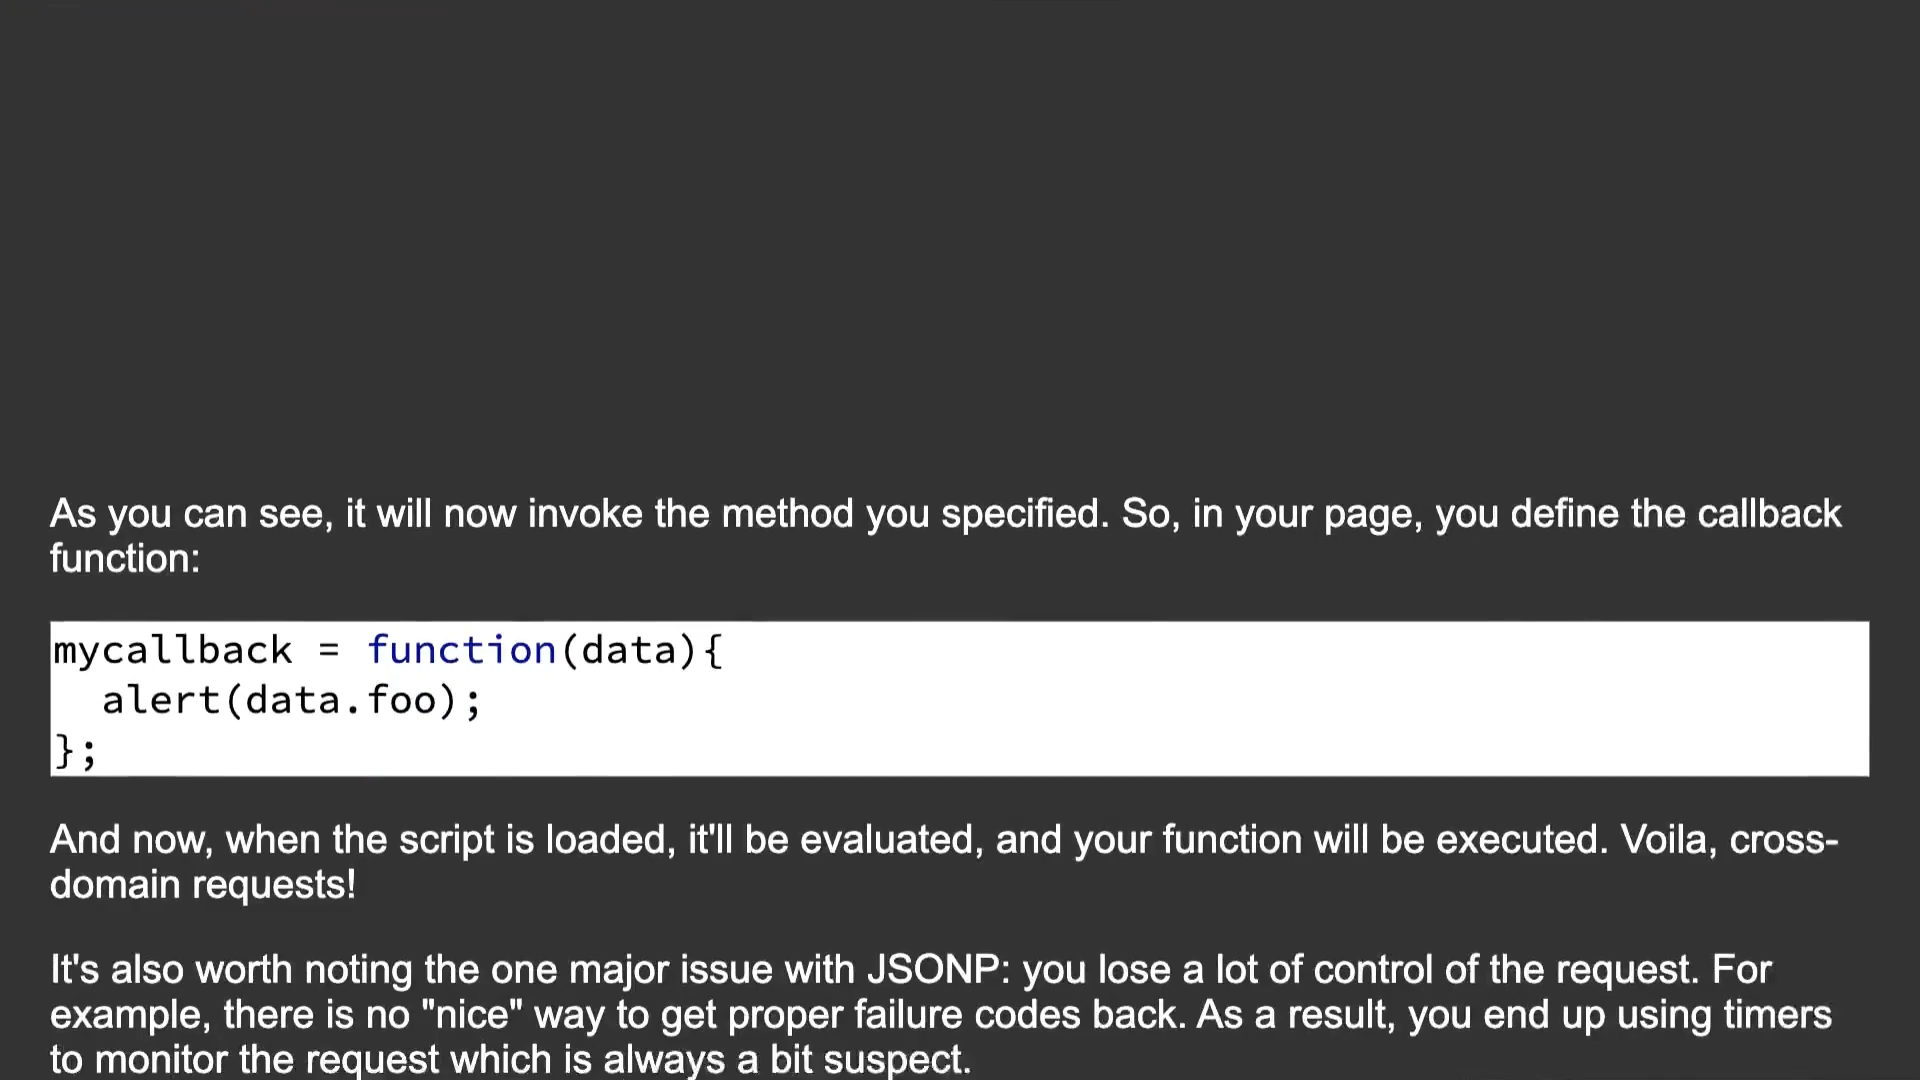 As you can see, it will now invoke the method you specified. So, in your page, you define the callback
function:
mycallback = function(data){
  alert(data.foo);
};
And now, when the script is loaded, it'll be evaluated, and your function will be executed. Voila, cross-
domain requests!
It's also worth noting the one major issue with JSONP: you lose a lot of control of the request. For
example, there is no "nice" way to get proper failure codes back. As a result, you end up using timers
to monitor the request which is always a bit suspect.